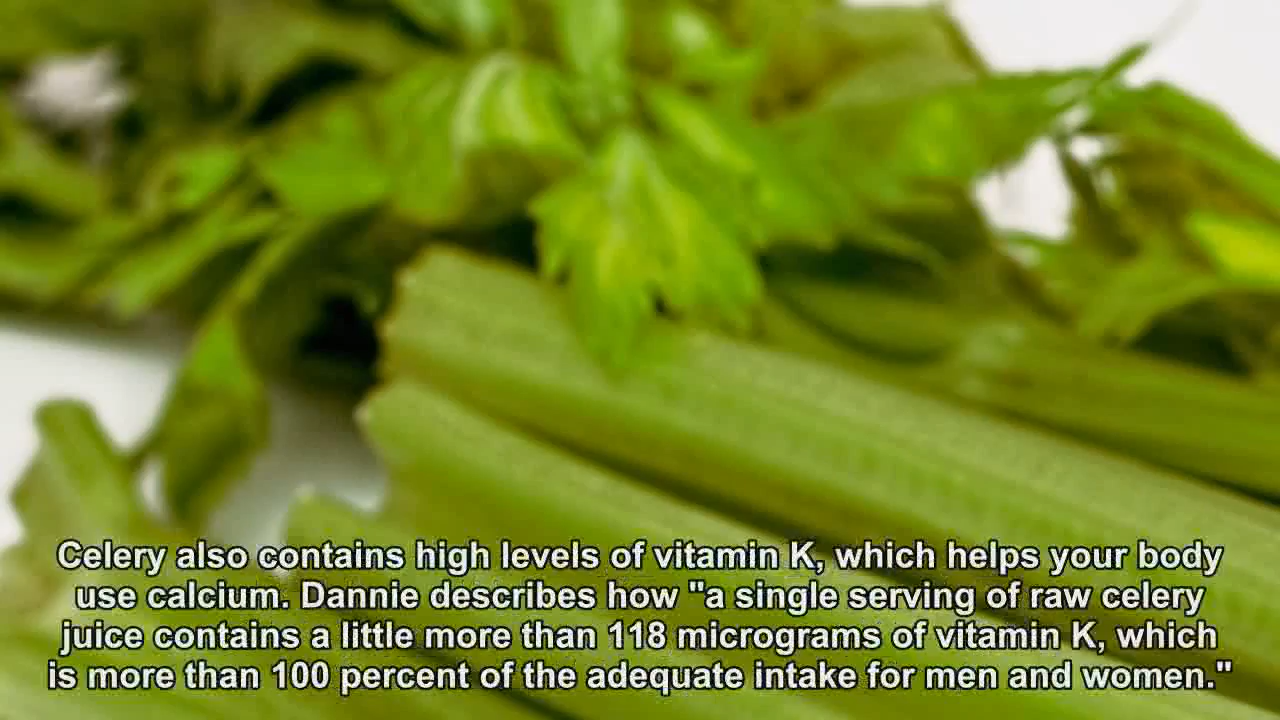 Celery also contains high levels of vitamin K, which helps your body
use calcium. Dannie describes how "a single serving of raw celery
juice contains a little more than 118 micrograms of vitamin K, which
is more than 100 percent of the adequate intake for men and women."